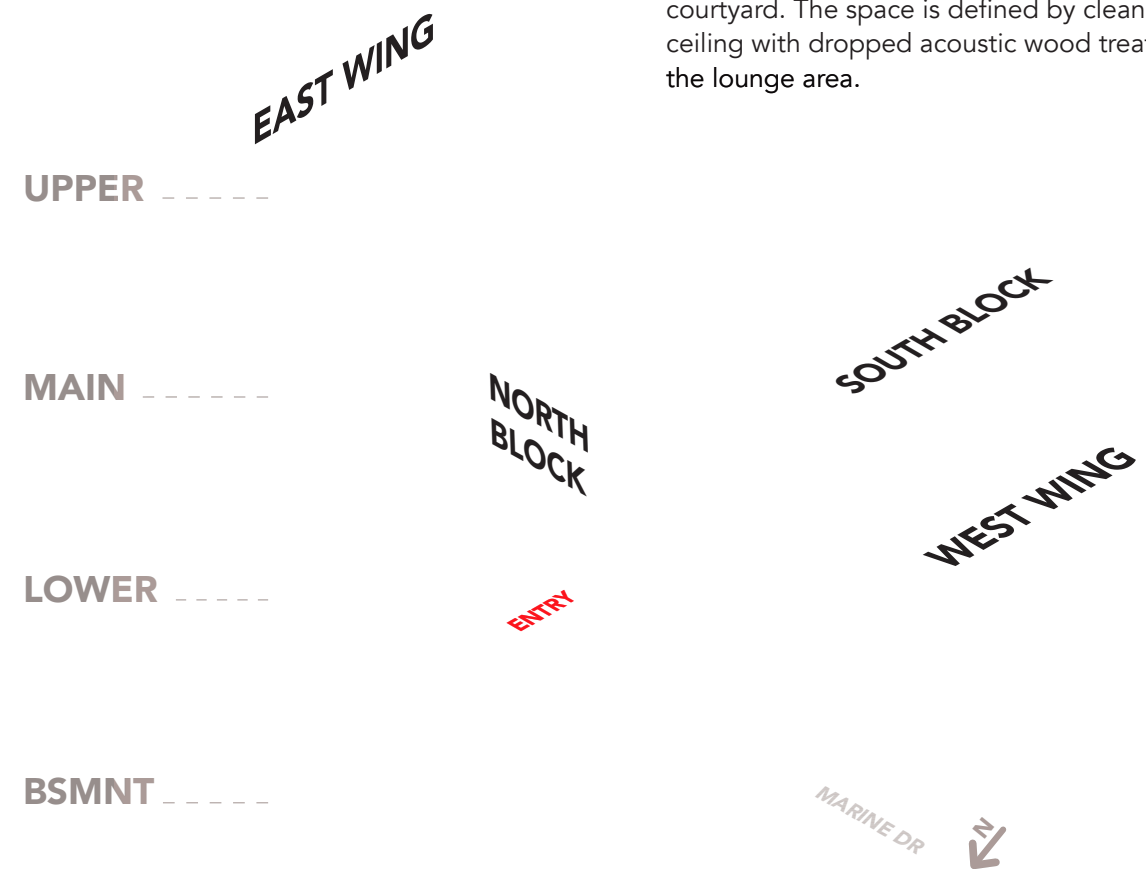 courtyard. The space is defined by clean
ceiling with dropped acoustic wood
the lounge area.
EAST WING
UPPER
SOUTH BLOCK
MAIN
NORTH
BLOCK
WEST WING
LOWER
ENTRY
BSMNT
MARINE DR
N